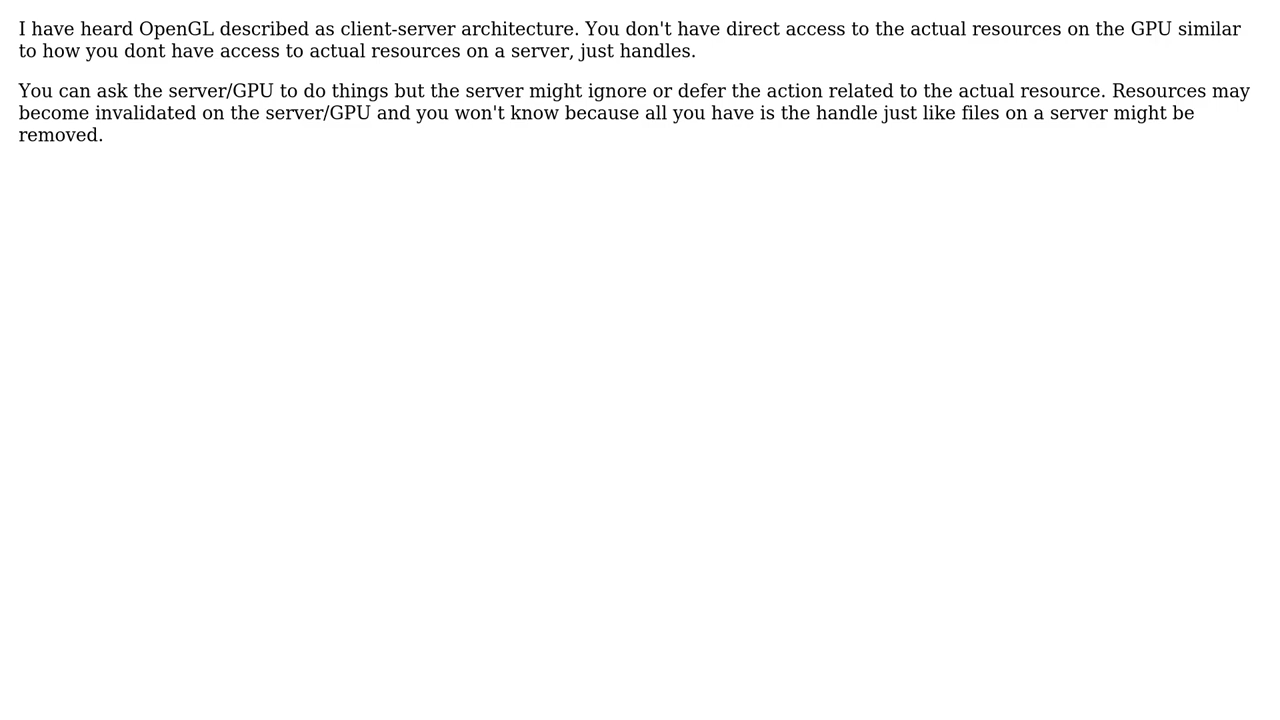 I have heard OpenGL described as client-server architecture. You don't have direct access to the actual resources on the GPU similar
to how you dont have access to actual resources on a server, just handles.
You can ask the server/GPU to do things but the server might ignore or defer the action related to the actual resource. Resources may
become invalidated on the server/GPU and you won't know because all you have is the handle just like files on a server might be
removed.